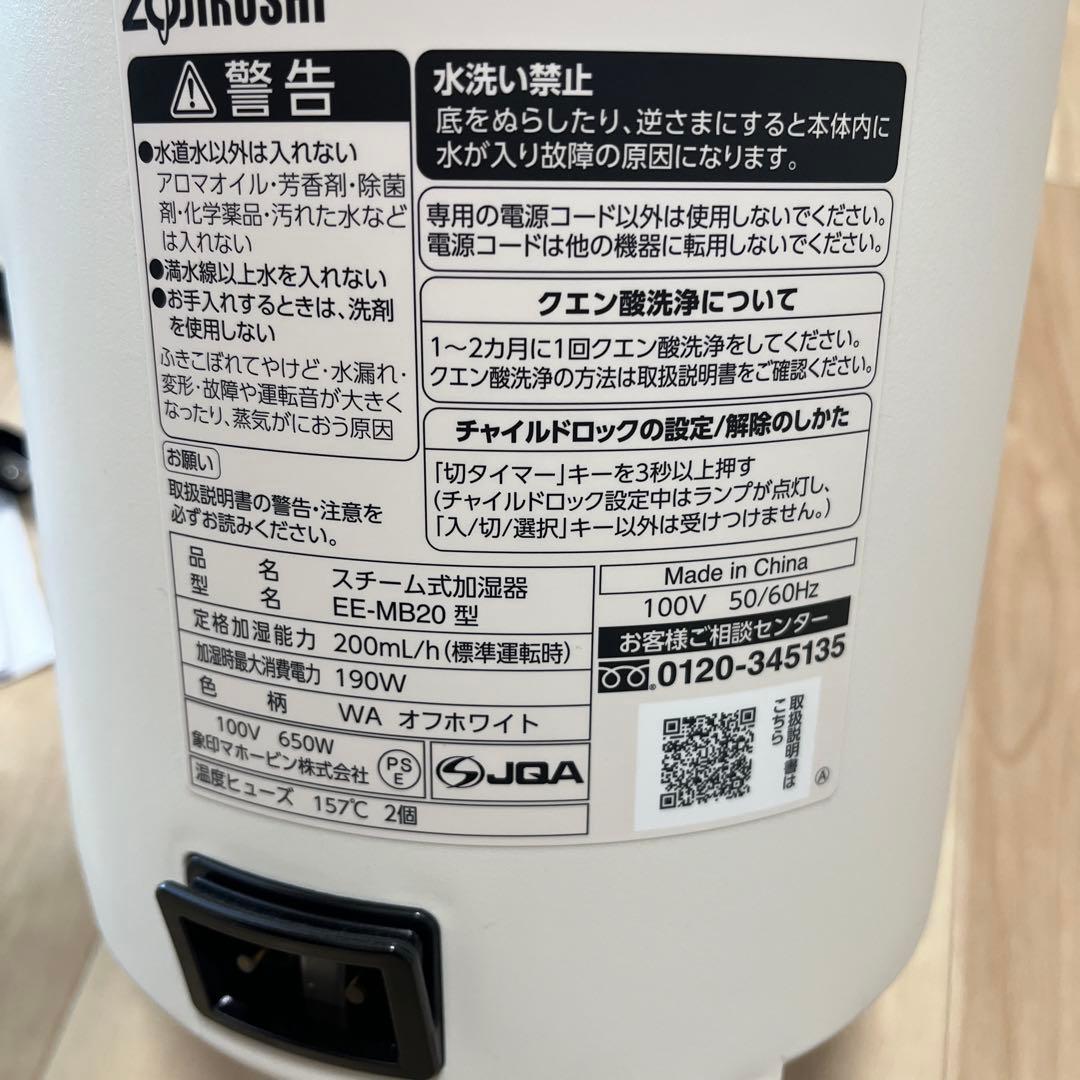 ZOJIRUSHI
警告
●水道水以外は入れない
アロマオイル・芳香剤・除菌
剤・化学薬品・汚れた水など
は入れない
●満水線以上水を入れない
●お手入れするときは、洗剤
を使用しない
ふきこぼれてやけど・水漏れ・
変形・故障や運転音が大きく
なったり、蒸気がにおう原因
お願い
取扱説明書の警告・注意を
必ずお読みください。
水洗い禁止
底をぬらしたり、逆さまにすると本体内に
水が入り故障の原因になります。
専用の電源コード以外は使用しないでください。
電源コードは他の機器に転用しないでください。
クエン酸洗浄について
1〜2カ月に1回クエン酸洗浄をしてください。
クエン酸洗浄の方法は取扱説明書をご確認ください。
チャイルドロックの設定/解除のしかた
「切タイマー」キーを3秒以上押す
(チャイルドロック設定中はランプが点灯し、
「入/切/選択」キー以外は受けつけません。)
品名 スチーム式加湿器
型名 EE-MB20 型
定格加湿能力 200mL/h(標準運転時)
加湿時最大消費電力 190W
色柄 WA オフホワイト
100V 650W
象印マホービン株式会社
PS
E
JQA
温度ヒューズ 157℃ 2個
Made in China
100V 50/60Hz
お客様ご相談センター
0120-345135
取扱説明書は
こちら
Ⓐ